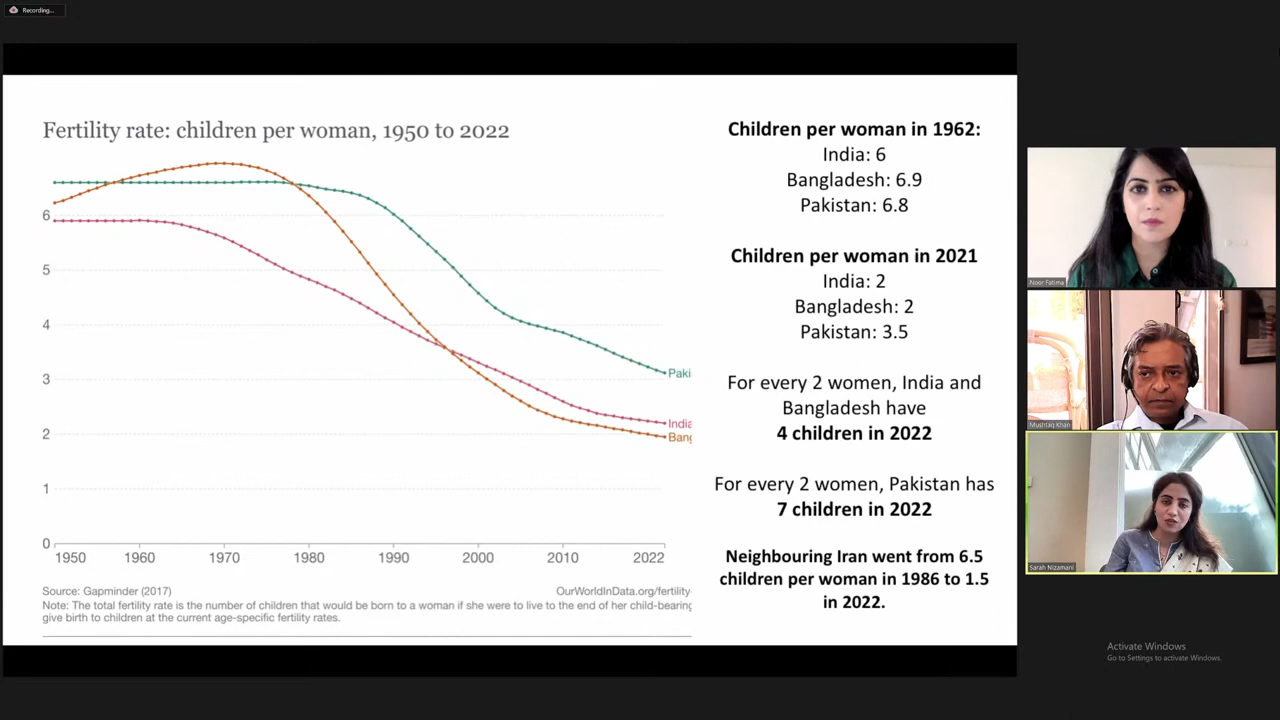 Recording...
Fertility rate: children per woman, 1950 to 2022
6
5
4
3
2
1
0
Paki
India
Bang
1950 1960 1970 1980 1990 2000 2010 2022
Source: Gapminder (2017) OurWorldInData.org/fertility-
Note: The total fertility rate is the number of children that would be born to a woman if she were to live to the end of her child-bearing
give birth to children at the current age-specific fertility rates.
Children per woman in 1962:
India: 6
Bangladesh: 6.9
Pakistan: 6.8
Children per woman in 2021
India: 2
Bangladesh: 2
Pakistan: 3.5
For every 2 women, India and
Bangladesh have
4 children in 2022
For every 2 women, Pakistan has
7 children in 2022
Neighbouring Iran went from 6.5
children per woman in 1986 to 1.5
in 2022.
Noor Fatima
Mushtaq Khan
Sarah Nizamani
Activate Windows
Go to Settings to activate Windows.